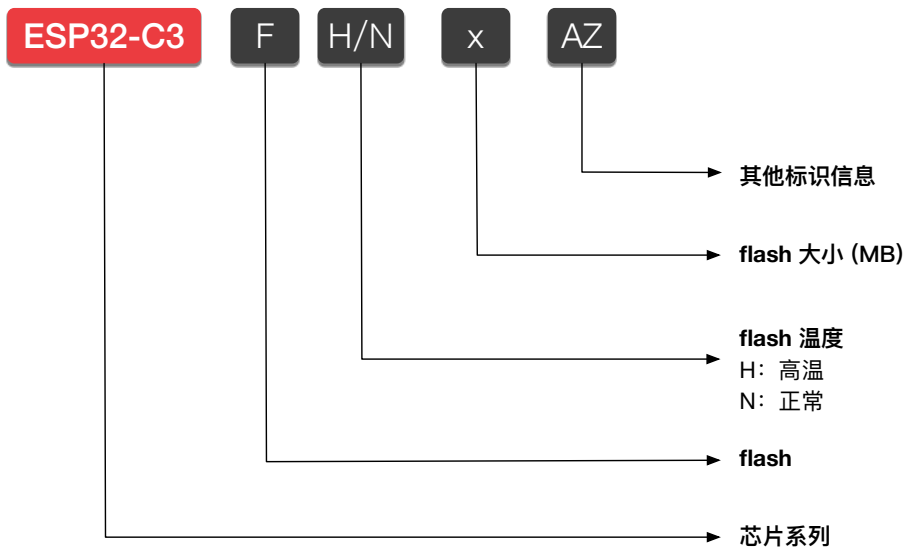 ESP32-C3 F H/N x AZ
其他标识信息
flash 大小 (MB)
flash 温度
H：高温
N：正常
flash
芯片系列